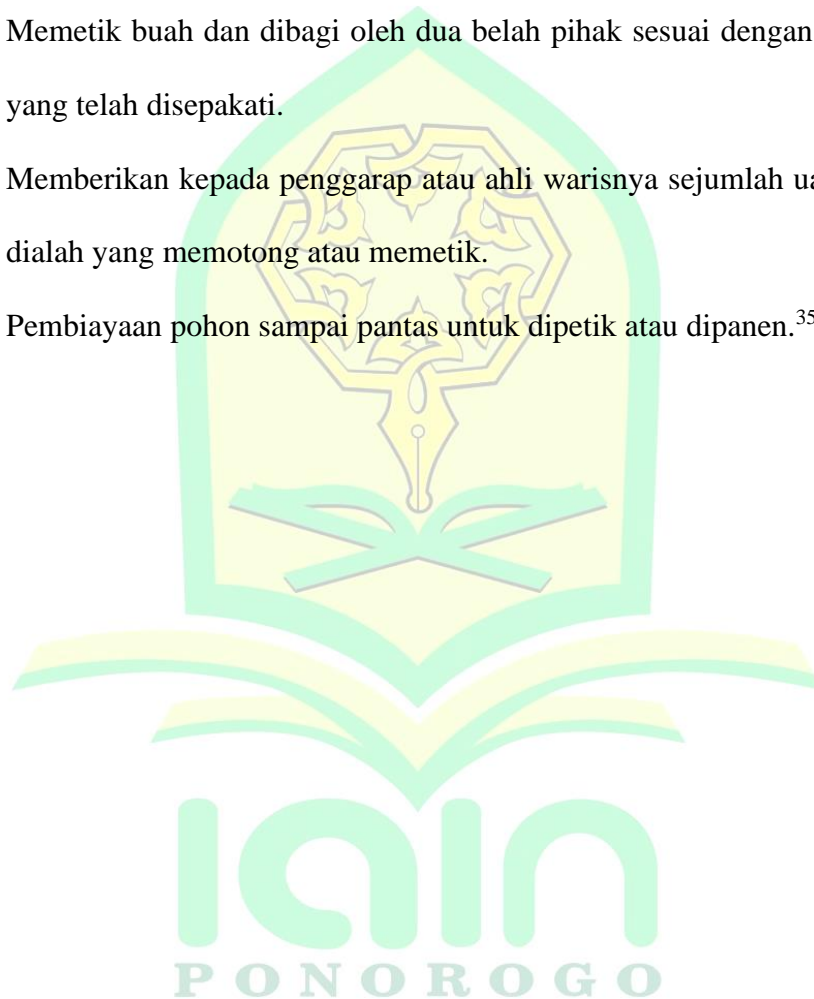 Memetik buah dan dibagi oleh dua belah pihak sesuai dengan
yang telah disepakati.
Memberikan kepada penggarap atau ahli warisnya sejumlah
dialah yang memotong atau memetik.
Pembiayaan pohon sampai pantas untuk dipetik atau dipanen.35
iain
PONOROGO